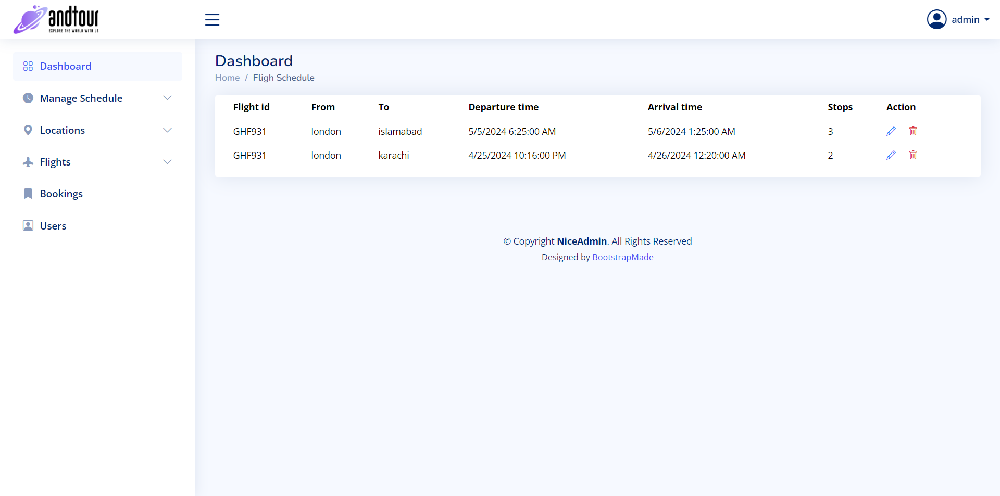 andtour
EXPLORE THE WORLD WITH US
admin
Dashboard
Manage Schedule
Locations
Flights
Bookings
Users
Dashboard
Home / Fligh Schedule
Flight id From To Departure time Arrival time Stops Action
GHF931 london islamabad 5/5/2024 6:25:00 AM 5/6/2024 1:25:00 AM 3
GHF931 london karachi 4/25/2024 10:16:00 PM 4/26/2024 12:20:00 AM 2
© Copyright NiceAdmin. All Rights Reserved
Designed by BootstrapMade